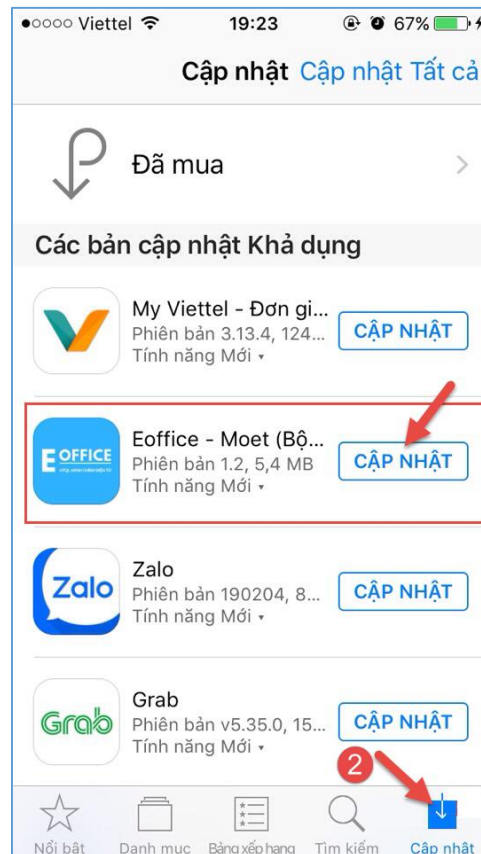 Viettel 19:23 67%
Cập nhật Cập nhật Tất cả
Đã mua
Các bản cập nhật Khả dụng
My Viettel - Đơn gi...
Phiên bản 3.13.4, 124...
Tính năng Mới
CẬP NHẬT
E OFFICE
Eoffice - Moet (Bộ...
Phiên bản 1.2, 5,4 MB
Tính năng Mới
CẬP NHẬT
Zalo
Zalo
Phiên bản 190204, 8...
Tính năng Mới
CẬP NHẬT
Grab
Grab
Phiên bản v5.35.0, 15...
Tính năng Mới
CẬP NHẬT
2
Nổi bật Danh mục Bảng xếp hạng Tìm kiếm Cập nhật